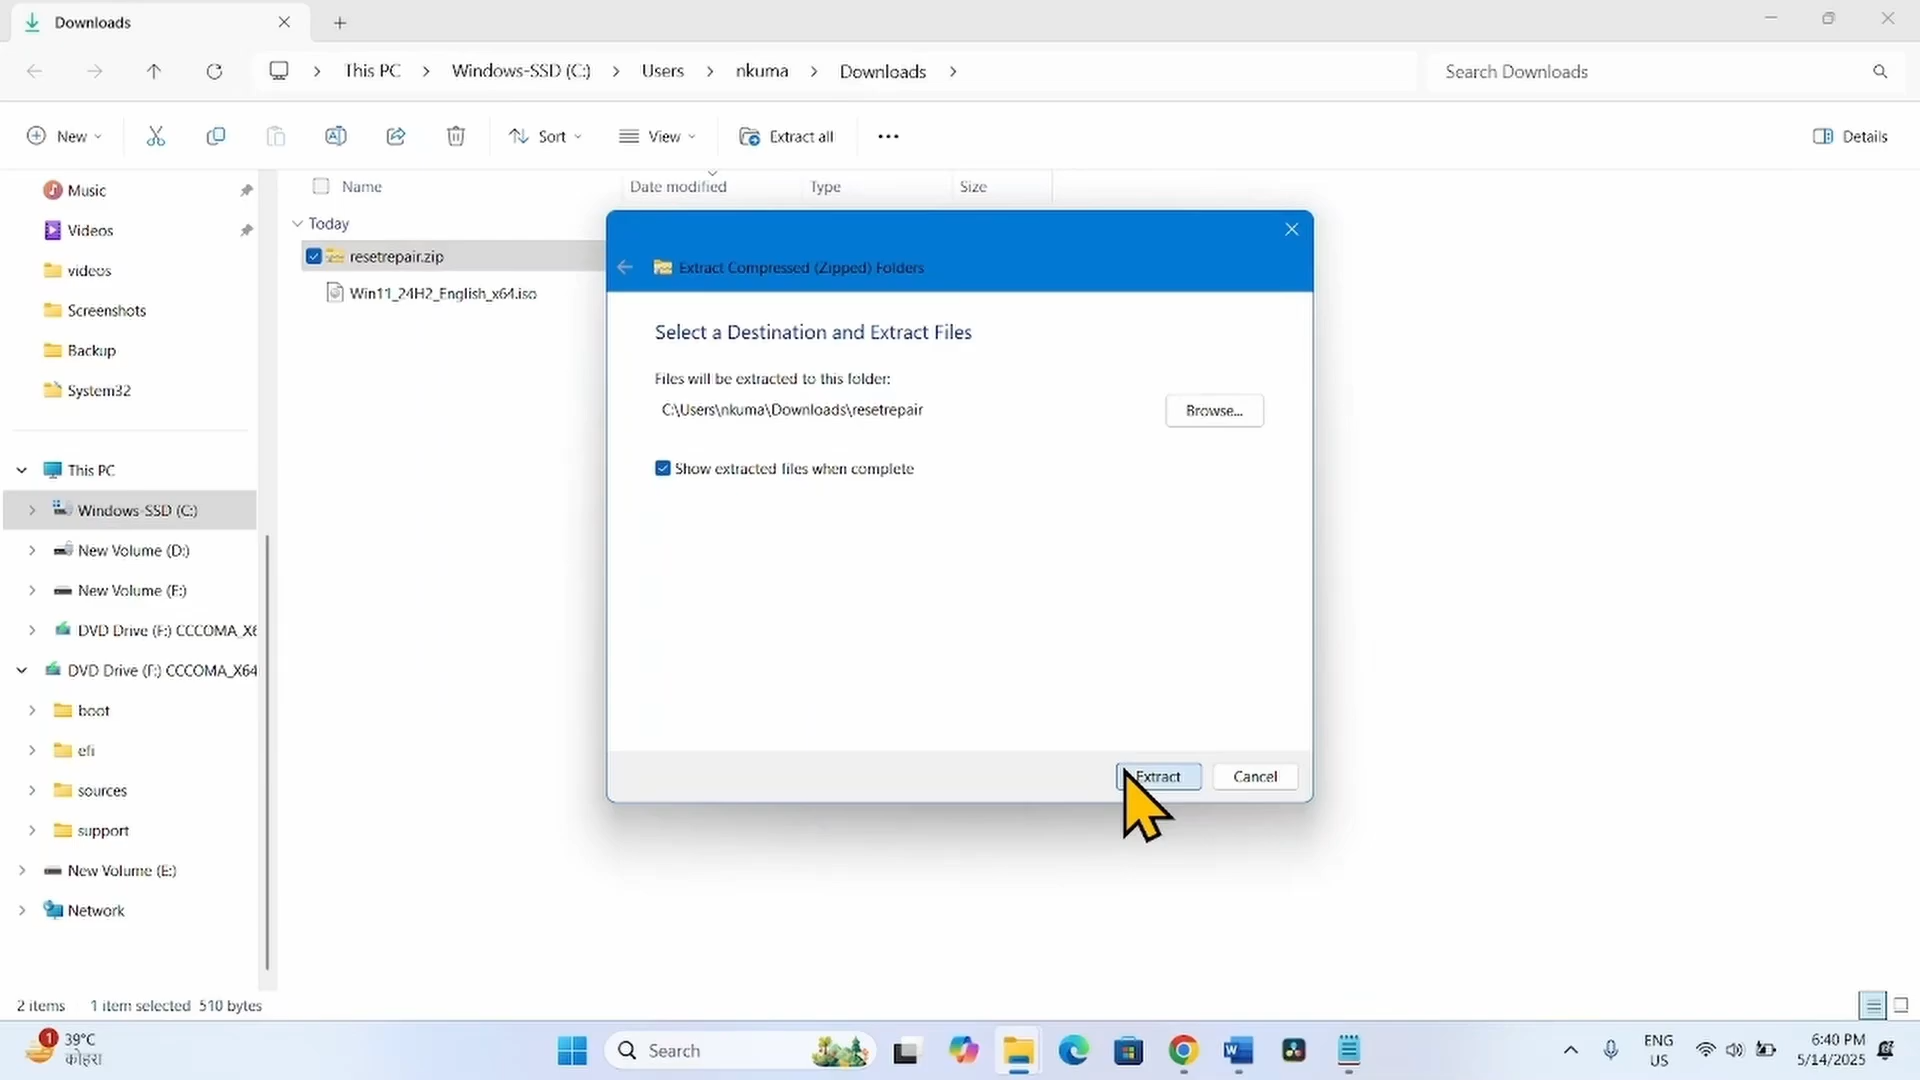 Downloads
This PC > Windows-SSD (C:) > Users > nkuma > Downloads >
Search Downloads
New
Sort
View
Extract all
Details
Music
Videos
videos
Screenshots
Backup
System32
This PC
Windows-SSD (C:)
New Volume (D:)
New Volume (E:)
DVD Drive (F:) CCCOMA_X6
DVD Drive (F:) CCCOMA_X64
boot
efi
sources
support
New Volume (E:)
Network
Name
Date modified
Type
Size
Today
resetrepair.zip
Win11_24H2_English_x64.iso
Extract Compressed (Zipped) Folders
Select a Destination and Extract Files
Files will be extracted to this folder:
C:\Users\nkuma\Downloads\resetrepair
Browse...
Show extracted files when complete
Extract
Cancel
2 items
1 item selected 510 bytes
1
39°C
कोहरा
Search
W
ENG
US
6:40 PM
5/14/2025